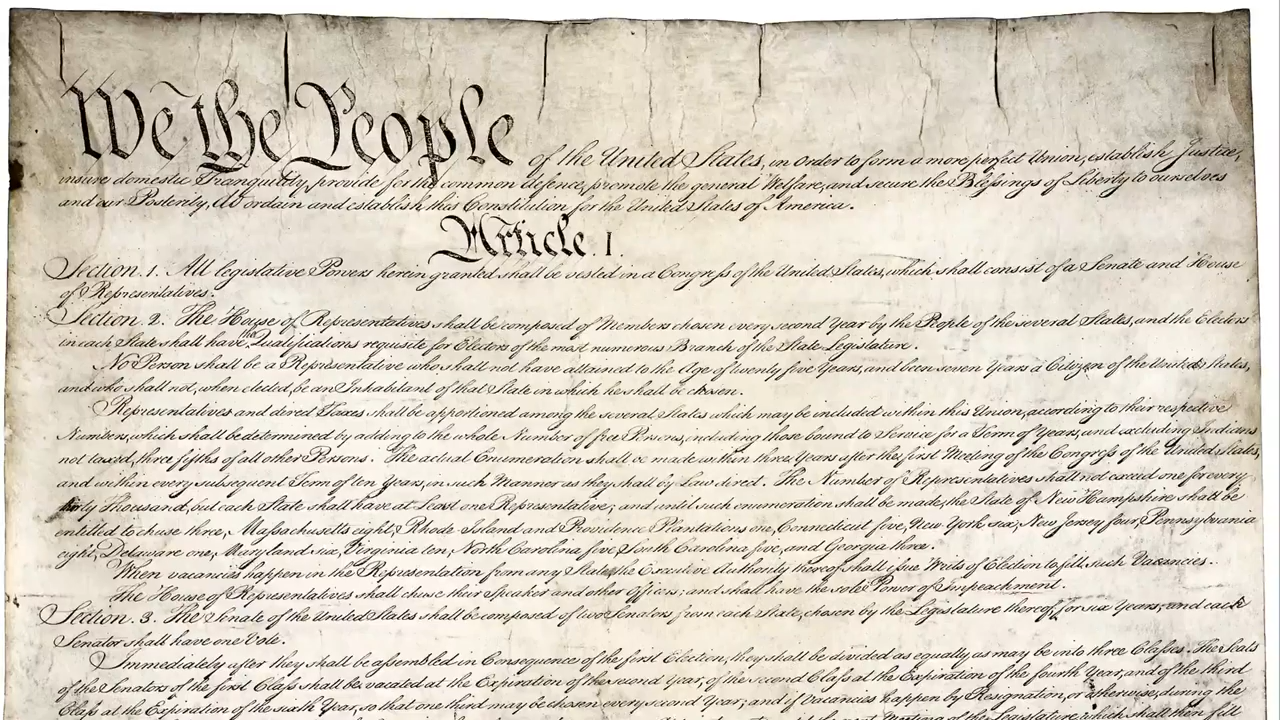 We the People of the United States, in Order to form a more perfect Union, establish Justice,
insure domestic Tranquility, provide for the common defence, promote the general Welfare, and secure the Blessings of Liberty to ourselves
and our Posterity, do ordain and establish this Constitution for the United States of America.
Article. I.
Section. 1. All legislative Powers herein granted shall be vested in a Congress of the United States, which shall consist of a Senate and House
of Representatives.
Section. 2. The House of Representatives shall be composed of Members chosen every second Year by the People of the several States, and the Electors
in each State shall have the Qualifications requisite for Electors of the most numerous Branch of the State Legislature.
No Person shall be a Representative who shall not have attained to the Age of twenty five Years, and been seven Years a Citizen of the United States,
and who shall not, when elected, be an Inhabitant of that State in which he shall be chosen.
Representatives and direct Taxes shall be apportioned among the several States which may be included within this Union, according to their respective
Numbers, which shall be determined by adding to the whole Number of free Persons, including those bound to Service for a Term of Years, and excluding Indians
not taxed, three fifths of all other Persons. The actual Enumeration shall be made within three Years after the first Meeting of the Congress of the United States,
and within every subsequent Term of ten Years, in such Manner as they shall by Law direct. The Number of Representatives shall not exceed one for every
thirty Thousand, but each State shall have at Least one Representative; and until such enumeration shall be made, the State of New Hampshire shall be
entitled to chuse three, Massachusetts eight, Rhode Island and Providence Plantations one, Connecticut five, New York six, New Jersey four, Pennsylvania
eight, Delaware one, Maryland six, Virginia ten, North Carolina five, South Carolina five, and Georgia three.
When vacancies happen in the Representation from any State, the Executive Authority thereof shall issue Writs of Election to fill such Vacancies.
The House of Representatives shall chuse their Speaker and other Officers; and shall have the sole Power of Impeachment.
Section. 3. The Senate of the United States shall be composed of two Senators from each State, chosen by the Legislature thereof, for six Years; and each
Senator shall have one Vote.
Immediately after they shall be assembled in Consequence of the first Election, they shall be divided as equally as may be into three Classes. The Seats
of the Senators of the first Class shall be vacated at the Expiration of the second Year, of the second Class at the Expiration of the fourth Year, and of the third
Class at the Expiration of the sixth Year, so that one third may be chosen every second Year; and if Vacancies happen by Resignation, or otherwise, during the